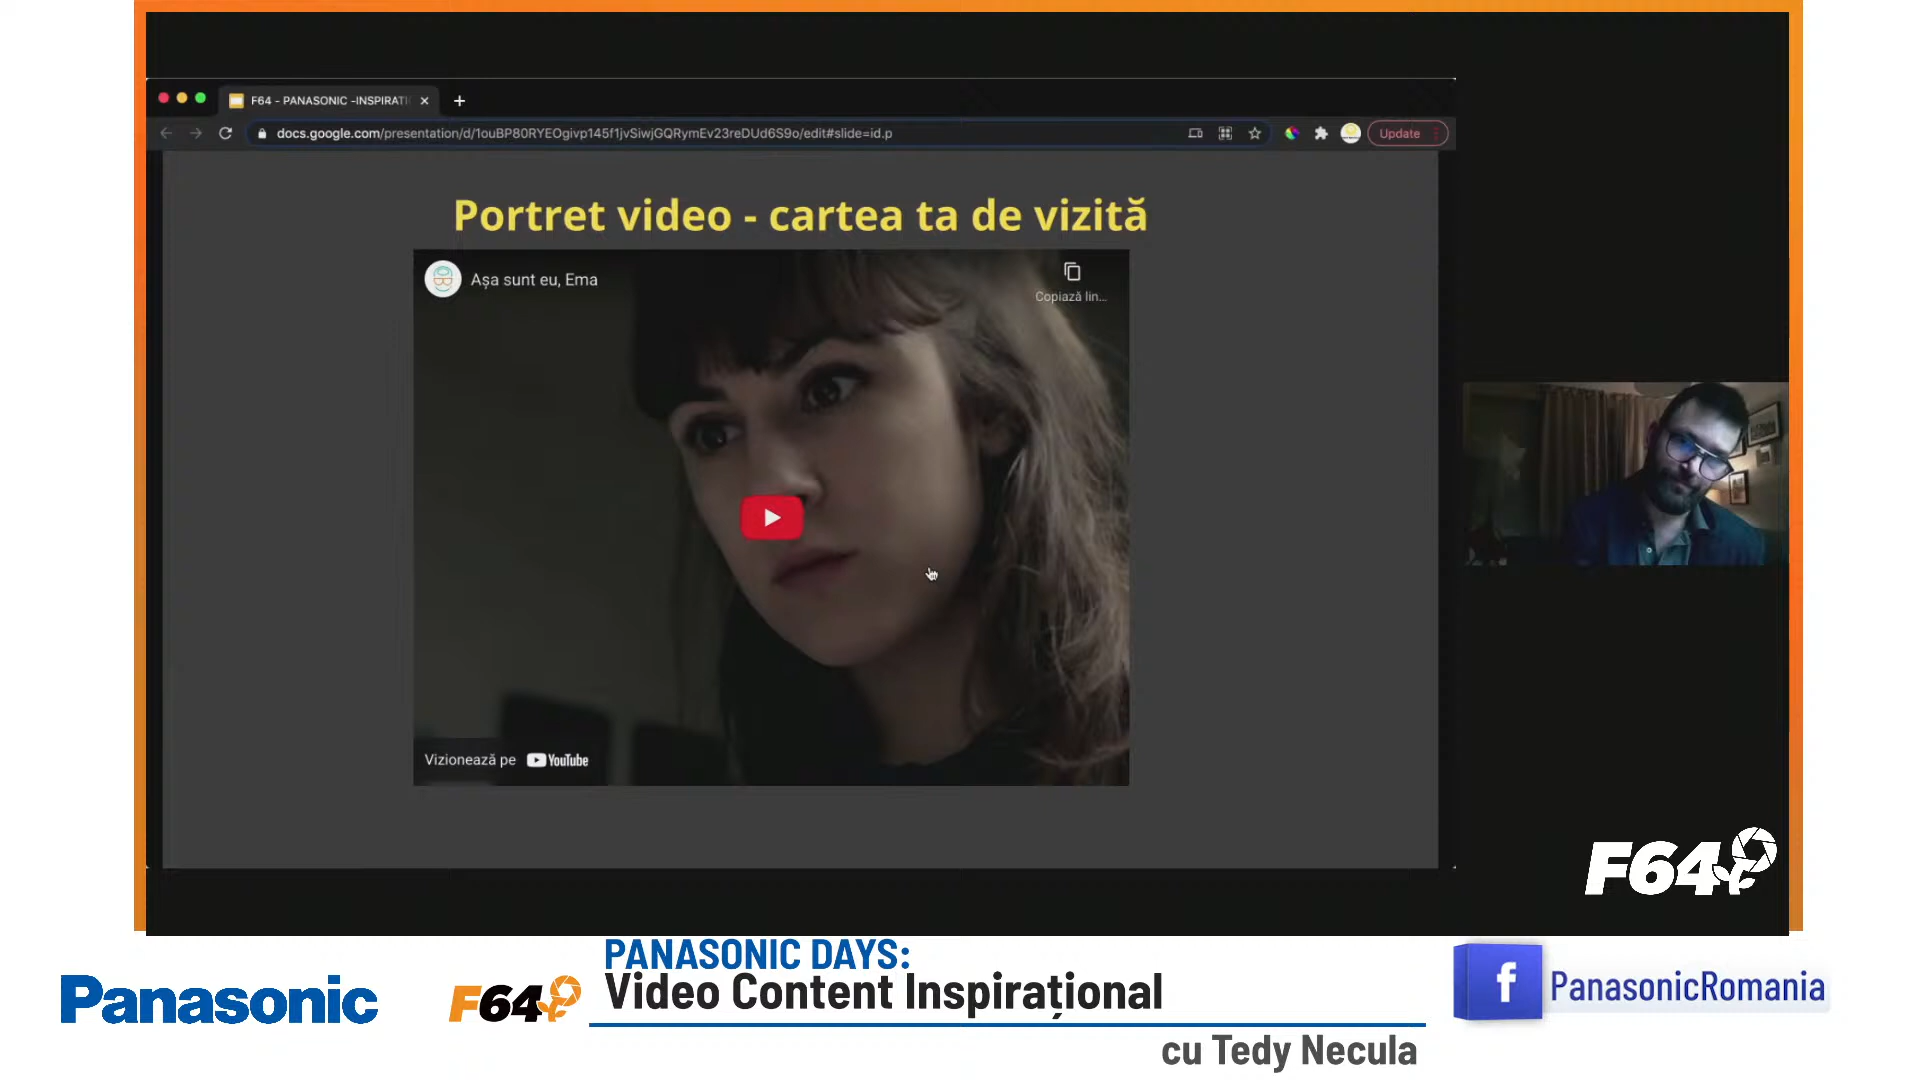 F64 - PANASONIC -INSPIRATI
docs.google.com/presentation/d/1ouBP80RYEOgivp145f1jvSiwjGQRymEv23reDUd6S9o/edit#slide=id.p
Update
Portret video - cartea ta de vizită
Așa sunt eu, Ema
Copiază lin...
Vizionează pe YouTube
F64
PANASONIC DAYS:
Panasonic
F64
Video Content Inspirațional
f PanasonicRomania
cu Tedy Necula